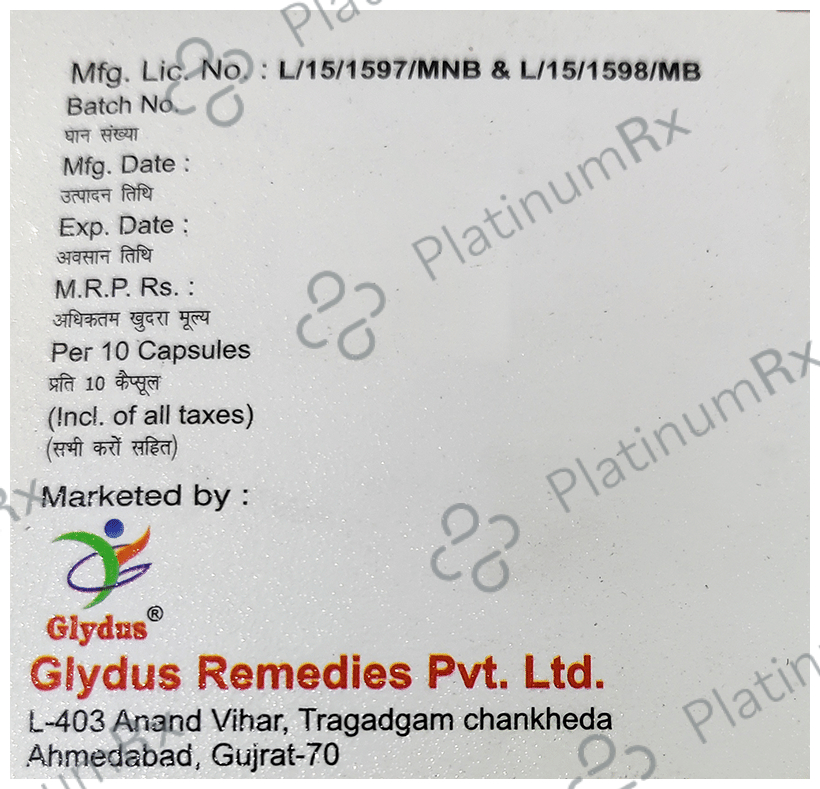 Mfg. Lic. No. : L/15/1597/MNB & L/15/1598/MB
Batch No.
घान संख्या
Mfg. Date :
उत्पादन तिथि
Exp. Date :
अवसान तिथि
M.R.P. Rs. :
अधिकतम खुदरा मूल्य
Per 10 Capsules
प्रति 10 कैप्सूल
(Incl. of all taxes)
(सभी करों सहित)
Marketed by :
Glydus®
Glydus Remedies Pvt. Ltd.
L-403 Anand Vihar, Tragadgam chankheda
Ahmedabad, Gujrat-70
PlatinumRx
PlatinumRx